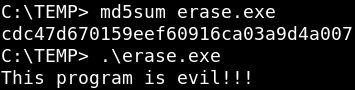 C:\TEMP> md5sum erase.exe
cdc47d670159eef60916ca03a9d4a007
C:\TEMP> .\erase.exe
This program is evil!!!